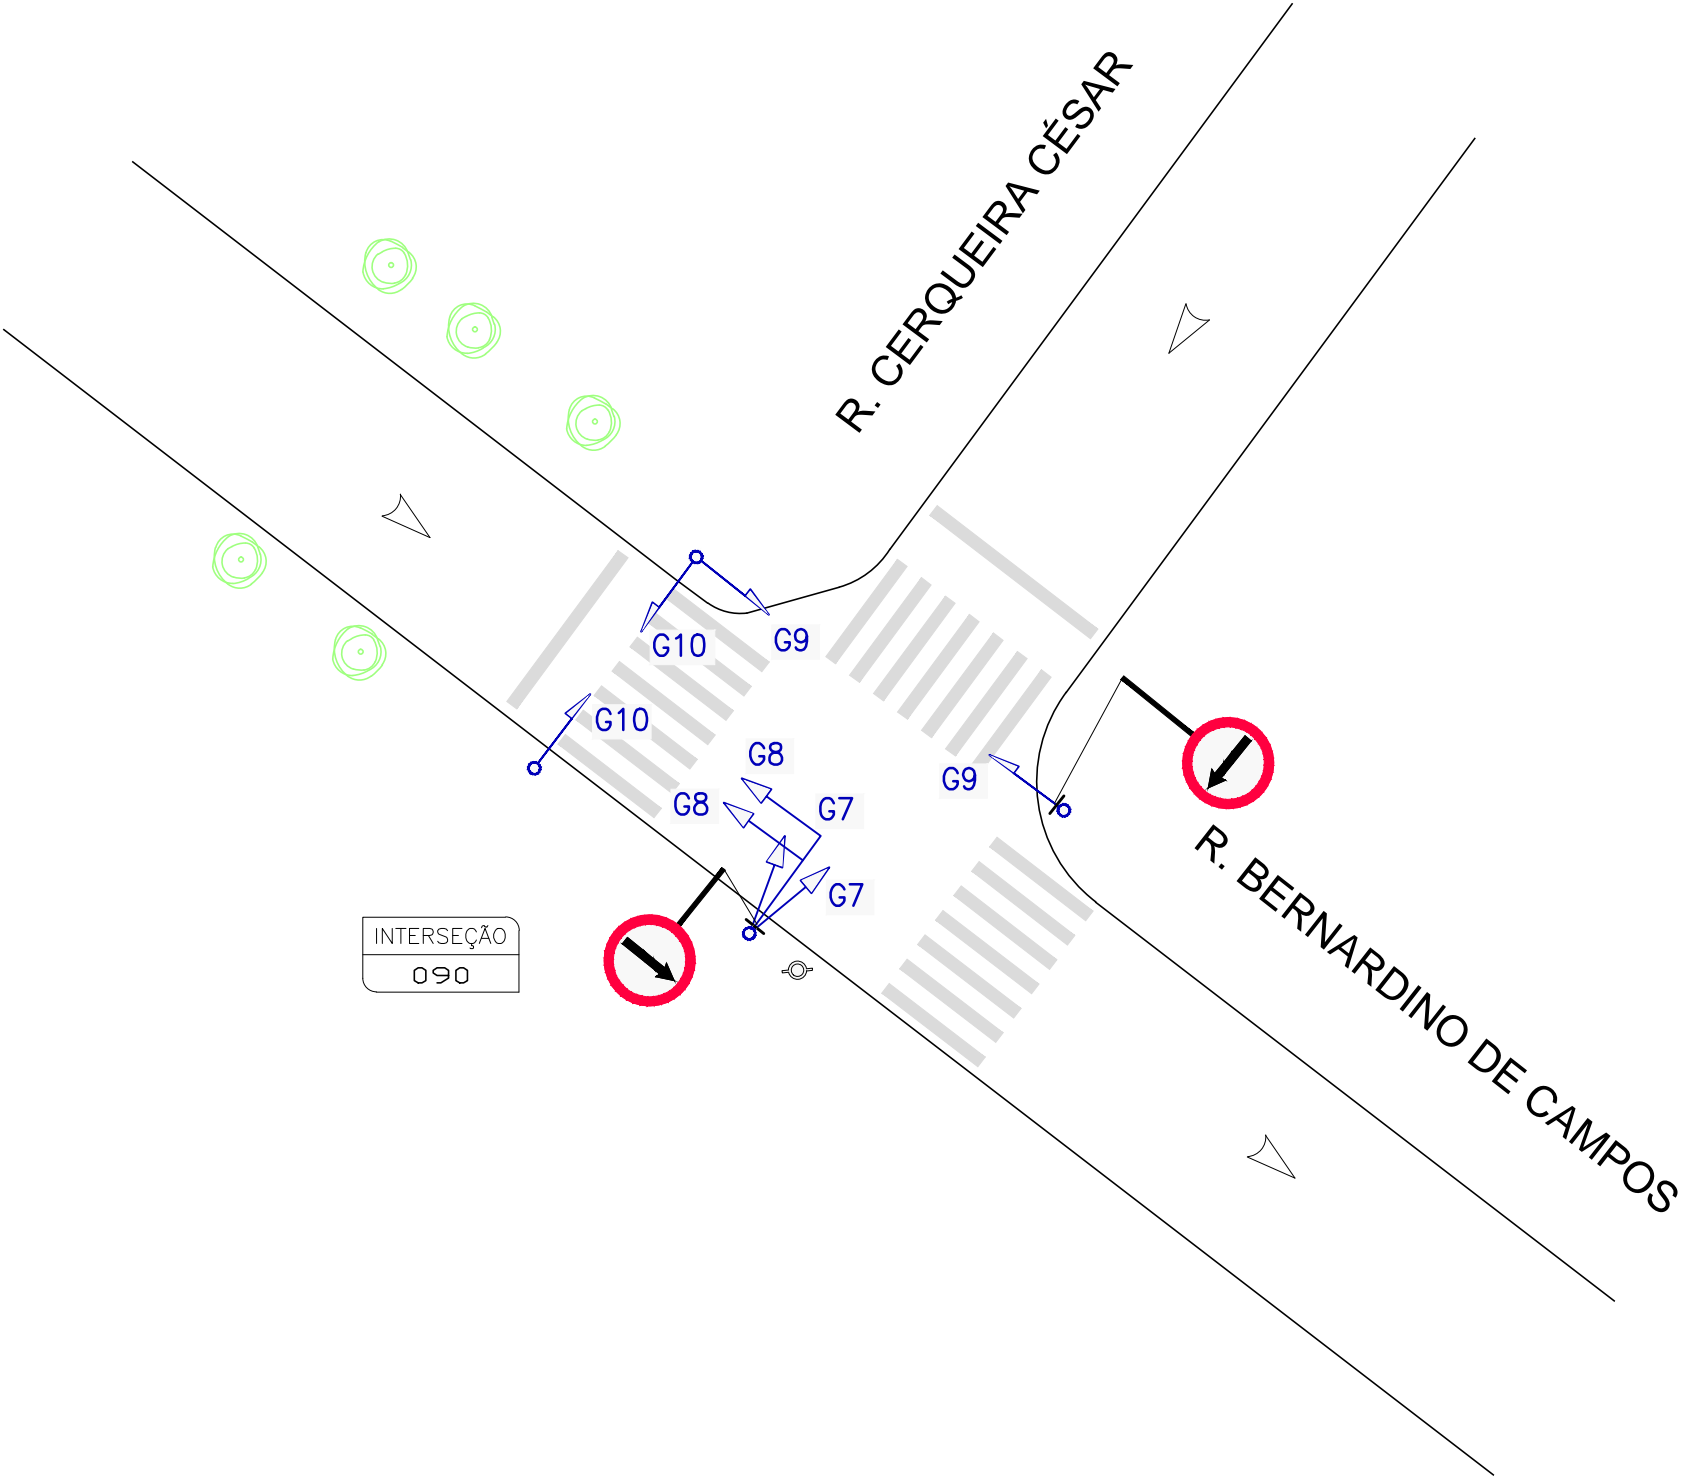 R. CERQUEIRA CÉSAR
G10
G9
G10
G8
G9
G8
G7
G7
R. BERNARDINO DE CAMPOS
INTERSEÇÃO
090